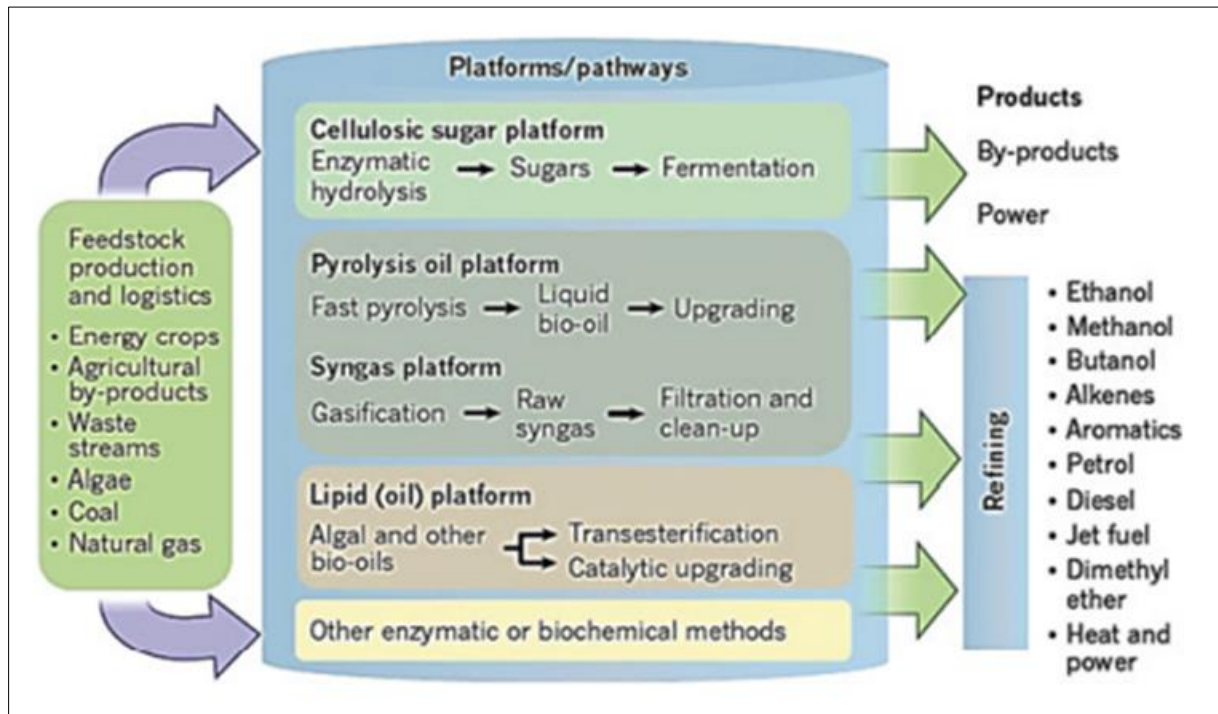 Platforms/pathways
Feedstock
production
and logistics
• Energy crops
• Agricultural
by-products
• Waste
streams
• Algae
• Coal
• Natural gas
Cellulosic sugar platform
Enzymatic
hydrolysis
Sugars
Fermentation
Pyrolysis oil platform
Fast pyrolysis
Liquid
bio-oil
Upgrading
Syngas platform
Gasification
Raw
syngas
Filtration and
clean-up
Lipid (oil) platform
Algal and other
bio-oils
Transesterification
Catalytic upgrading
Other enzymatic or biochemical methods
Products
By-products
Power
Refining
• Ethanol
• Methanol
• Butanol
• Alkenes
• Aromatics
• Petrol
• Diesel
• Jet fuel
• Dimethyl
ether
• Heat and
power